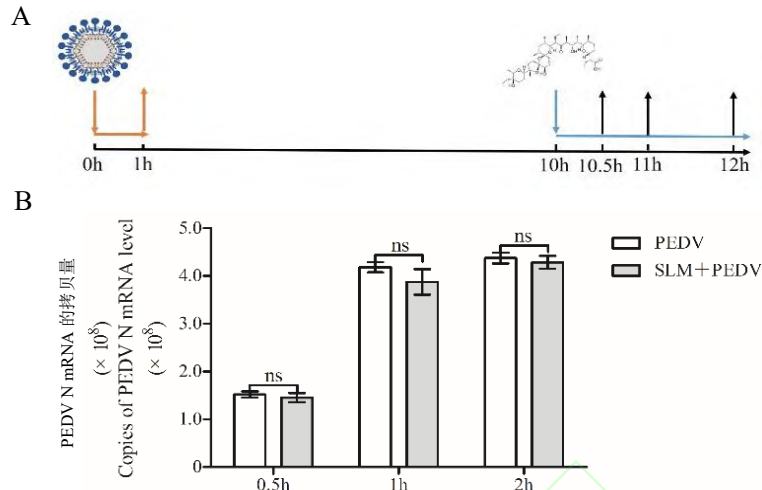 A
0h
1h
10h
10.5h
11h
12h
B
PEDV N mRNA 的拷贝量
(× 10⁸)
Copies of PEDV N mRNA level
(× 10⁸)
5.0
4.0
3.0
2.0
1.0
0
ns
ns
ns
PEDV
SLM+PEDV
0.5h
1h
2h